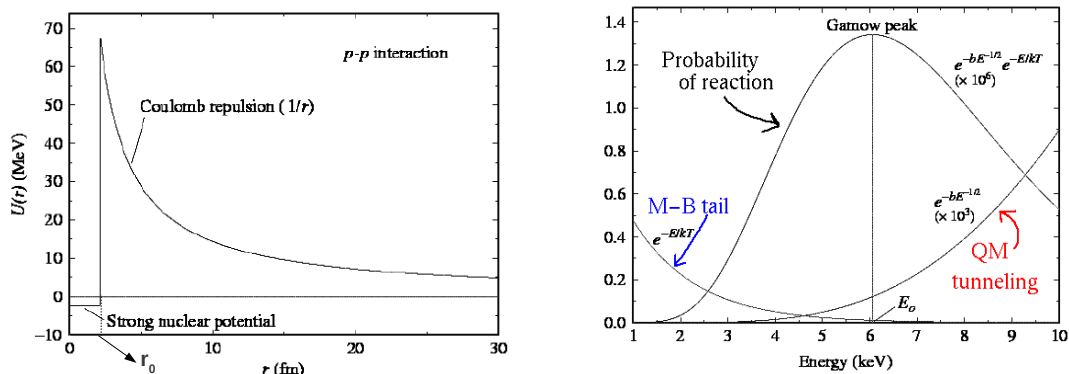 70
60
50
40
30
20
10
0
−10
U(r) (MeV)
p-p interaction
Coulomb repulsion (1/r)
Strong nuclear potential
0
10
20
30
r₀
r (fm)
1.4
1.2
1.0
0.8
0.6
0.4
0.2
0.0
Gamow peak
Probability
of reaction
e^{-bE^{-1/2}} e^{-E/kT}
(× 10⁶)
M−B tail
e^{-E/kT}
e^{-bE^{-1/2}}
(× 10³)
QM
tunneling
E_o
1
2
3
4
5
6
7
8
9
10
Energy (keV)